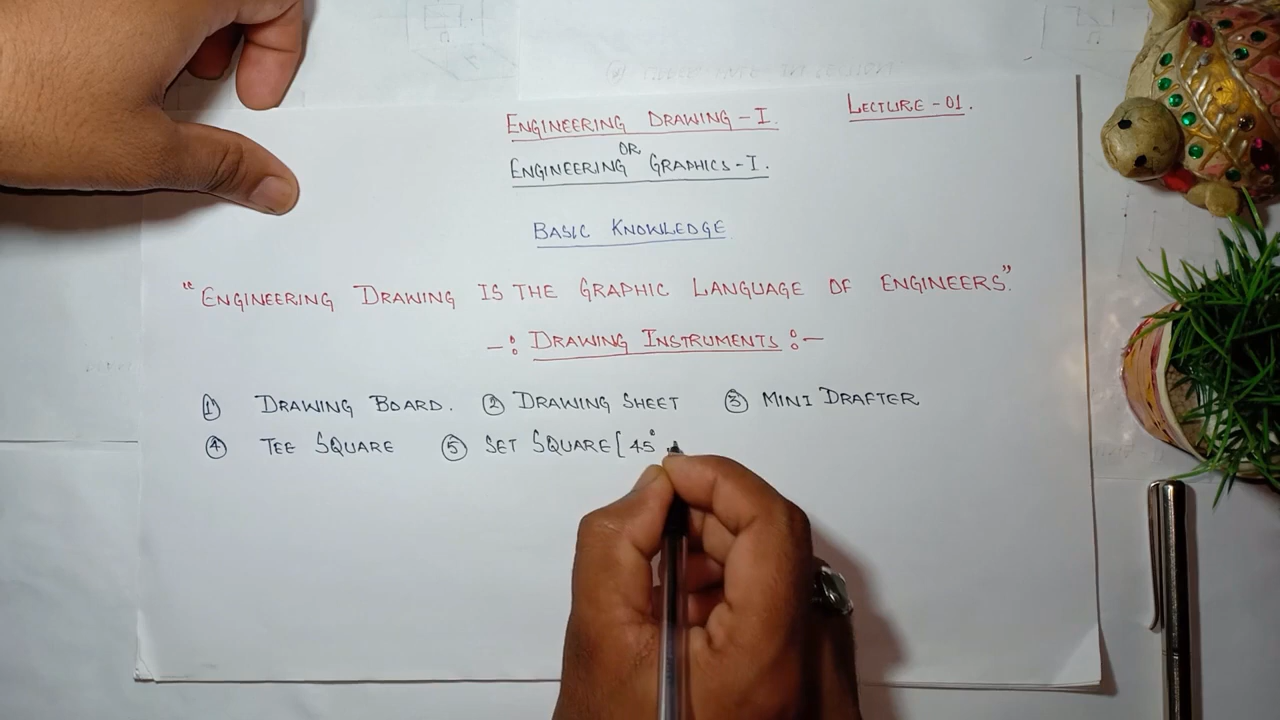 ENGINEERING DRAWING - I. LECTURE - 01.
OR
ENGINEERING GRAPHICS - I.
BASIC KNOWLEDGE
"ENGINEERING DRAWING IS THE GRAPHIC LANGUAGE OF ENGINEERS".
-: DRAWING INSTRUMENTS :-
① DRAWING BOARD. ② DRAWING SHEET ③ MINI DRAFTER
④ TEE SQUARE ⑤ SET SQUARE [ 45°